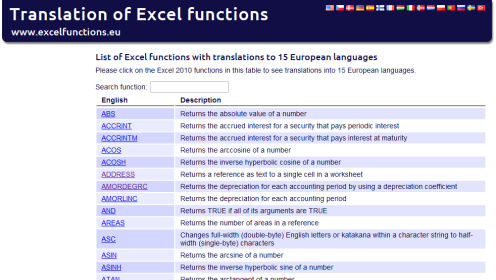 Translation of Excel functions
www.excelfunctions.eu
List of Excel functions with translations to 15 European languages
Please click on the Excel 2010 functions in this table to see translations into 15 European languages.
Search function:
English Description
ABS Returns the absolute value of a number
ACCRINT Returns the accrued interest for a security that pays periodic interest
ACCRINTM Returns the accrued interest for a security that pays interest at maturity
ACOS Returns the arccosine of a number
ACOSH Returns the inverse hyperbolic cosine of a number
ADDRESS Returns a reference as text to a single cell in a worksheet
AMORDEGRC Returns the depreciation for each accounting period by using a depreciation coefficient
AMORLINC Returns the depreciation for each accounting period
AND Returns TRUE if all of its arguments are TRUE
AREAS Returns the number of areas in a reference
ASC Changes full-width (double-byte) English letters or katakana within a character string to half-
width (single-byte) characters
ASIN Returns the arcsine of a number
ASINH Returns the inverse hyperbolic sine of a number
ATAN Returns the arctangent of a number